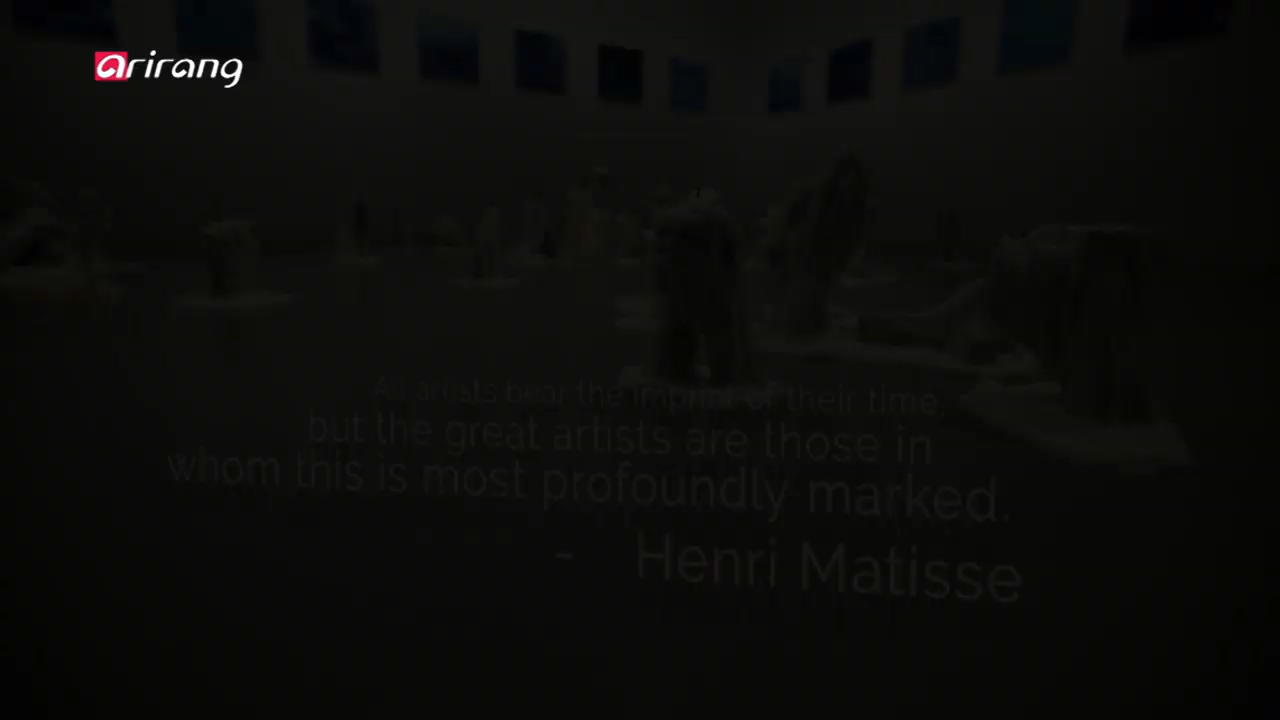 arirang
All artists bear the imprint of their time,
but the great artists are those in
whom this is most profoundly marked.
- Henri Matisse